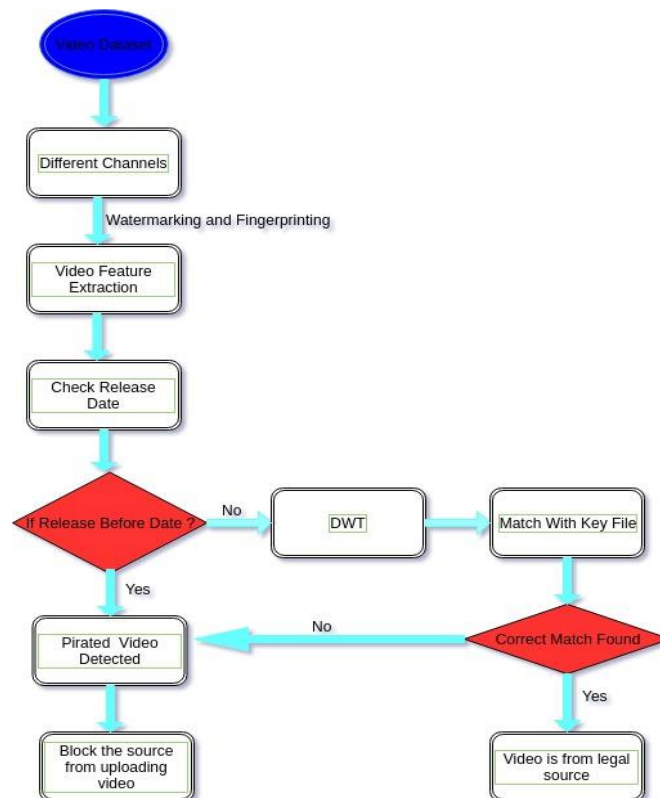 Video Dataset
Different Channels
Watermarking and Fingerprinting
Video Feature
Extraction
Check Release
Date
If Release Before Date ?
No
DWT
Match With Key File
Yes
Pirated Video
Detected
No
Correct Match Found
Yes
Block the source
from uploading
video
Video is from legal
source